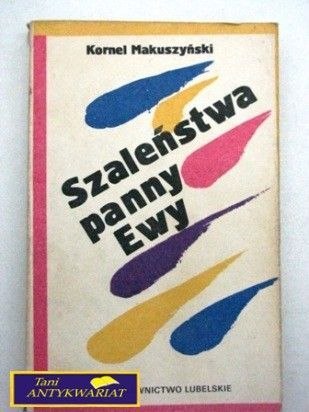 Kornel Makuszyński
Szaleństwa
panny
Ewy
WNICTWO LUBELSKIE
Tani
ANTYKWARIAT